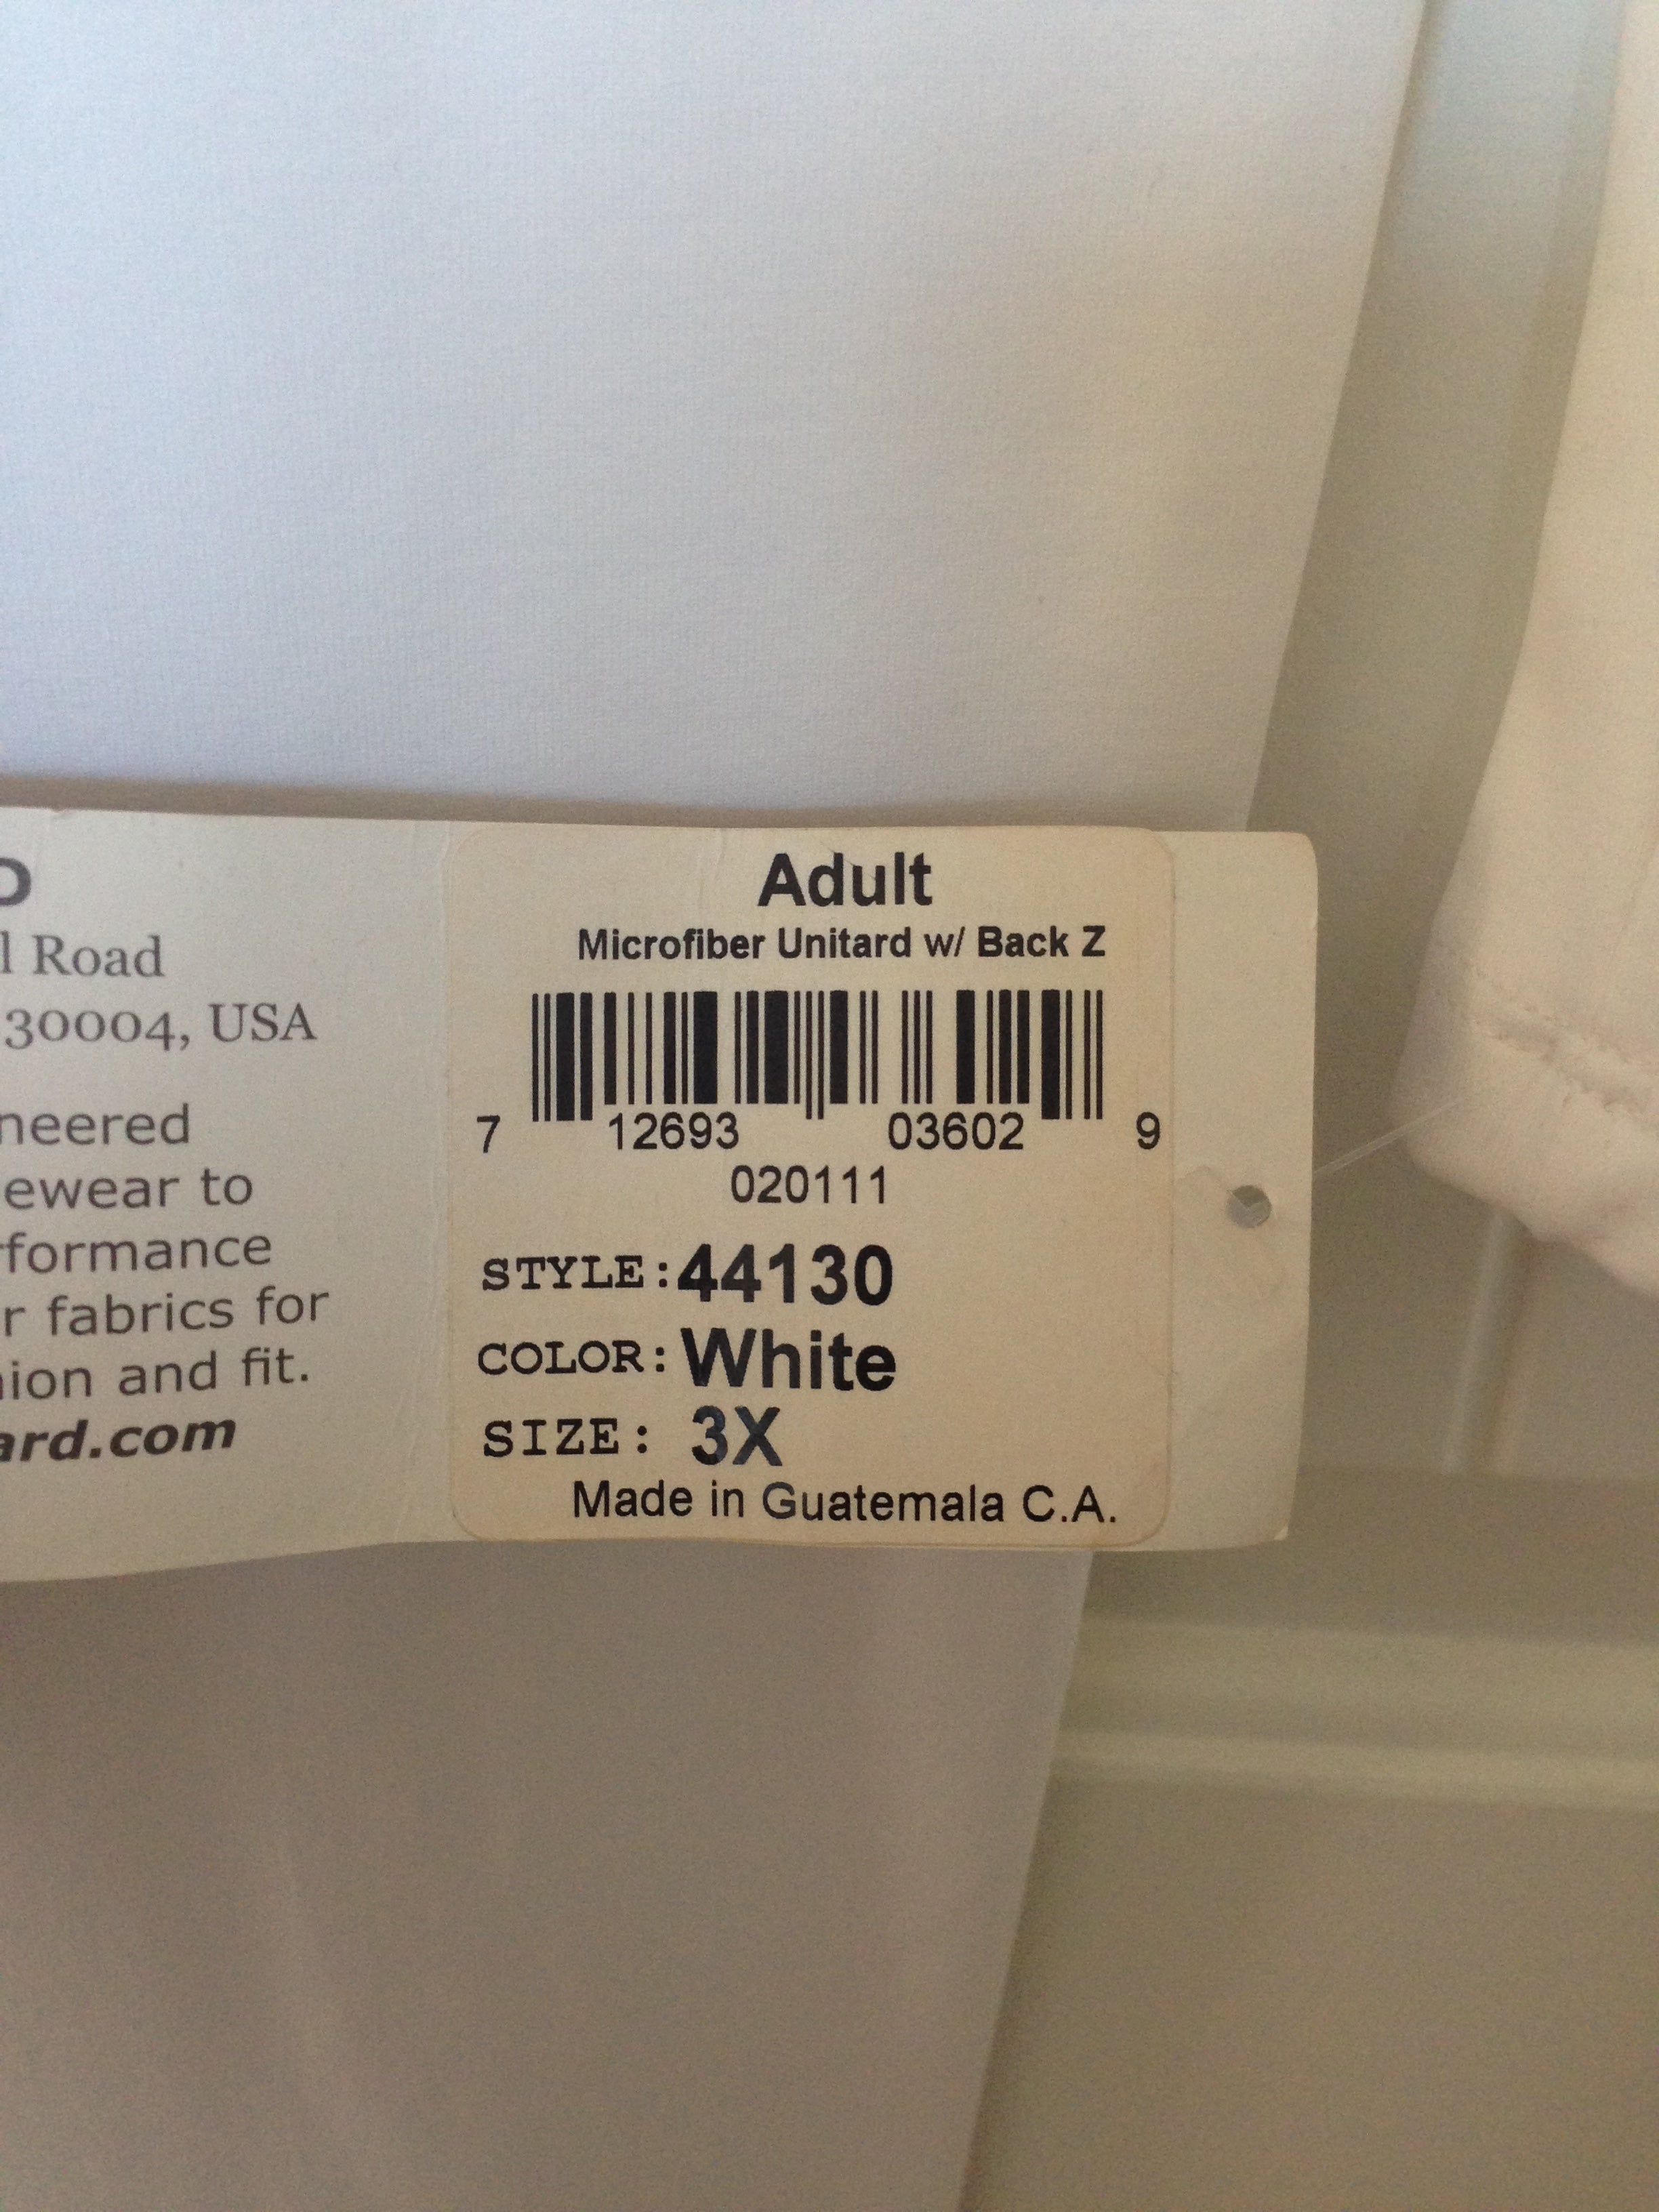 l Road
30004, USA
neered
ewear to
formance
r fabrics for
ion and fit.
ard.com
Adult
Microfiber Unitard w/ Back Z
7 12693 03602 9
020111
STYLE: 44130
COLOR: White
SIZE: 3X
Made in Guatemala C.A.